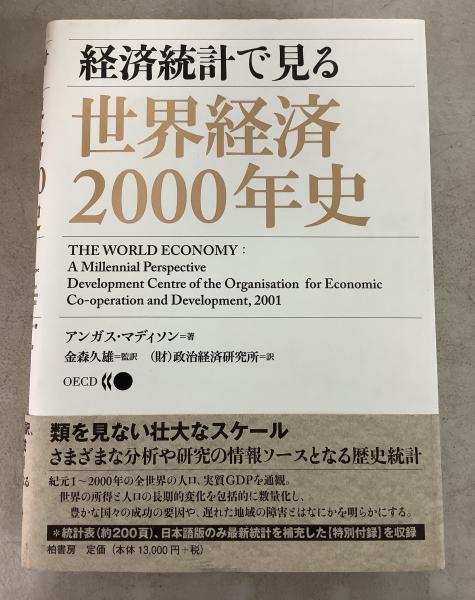 経済統計で見る
世界経済
2000年史
THE WORLD ECONOMY :
A Millennial Perspective
Development Centre of the Organisation for Economic
Co-operation and Development, 2001
アンガス・マディソン=著
金森久雄=監訳 (財)政治経済研究所=訳
OECD
類を見ない壮大なスケール
さまざまな分析や研究の情報ソースとなる歴史統計
紀元1~2000年の全世界の人口、実質GDPを通観。
世界の所得と人口の長期的変化を包括的に数量化し、
豊かな国々の成功の要因や、遅れた地域の障害とはなにかを明らかにする。
*統計表(約200頁)、日本語版のみ最新統計を補充した【特別付録】を収録
柏書房 定価(本体13,000円+税)